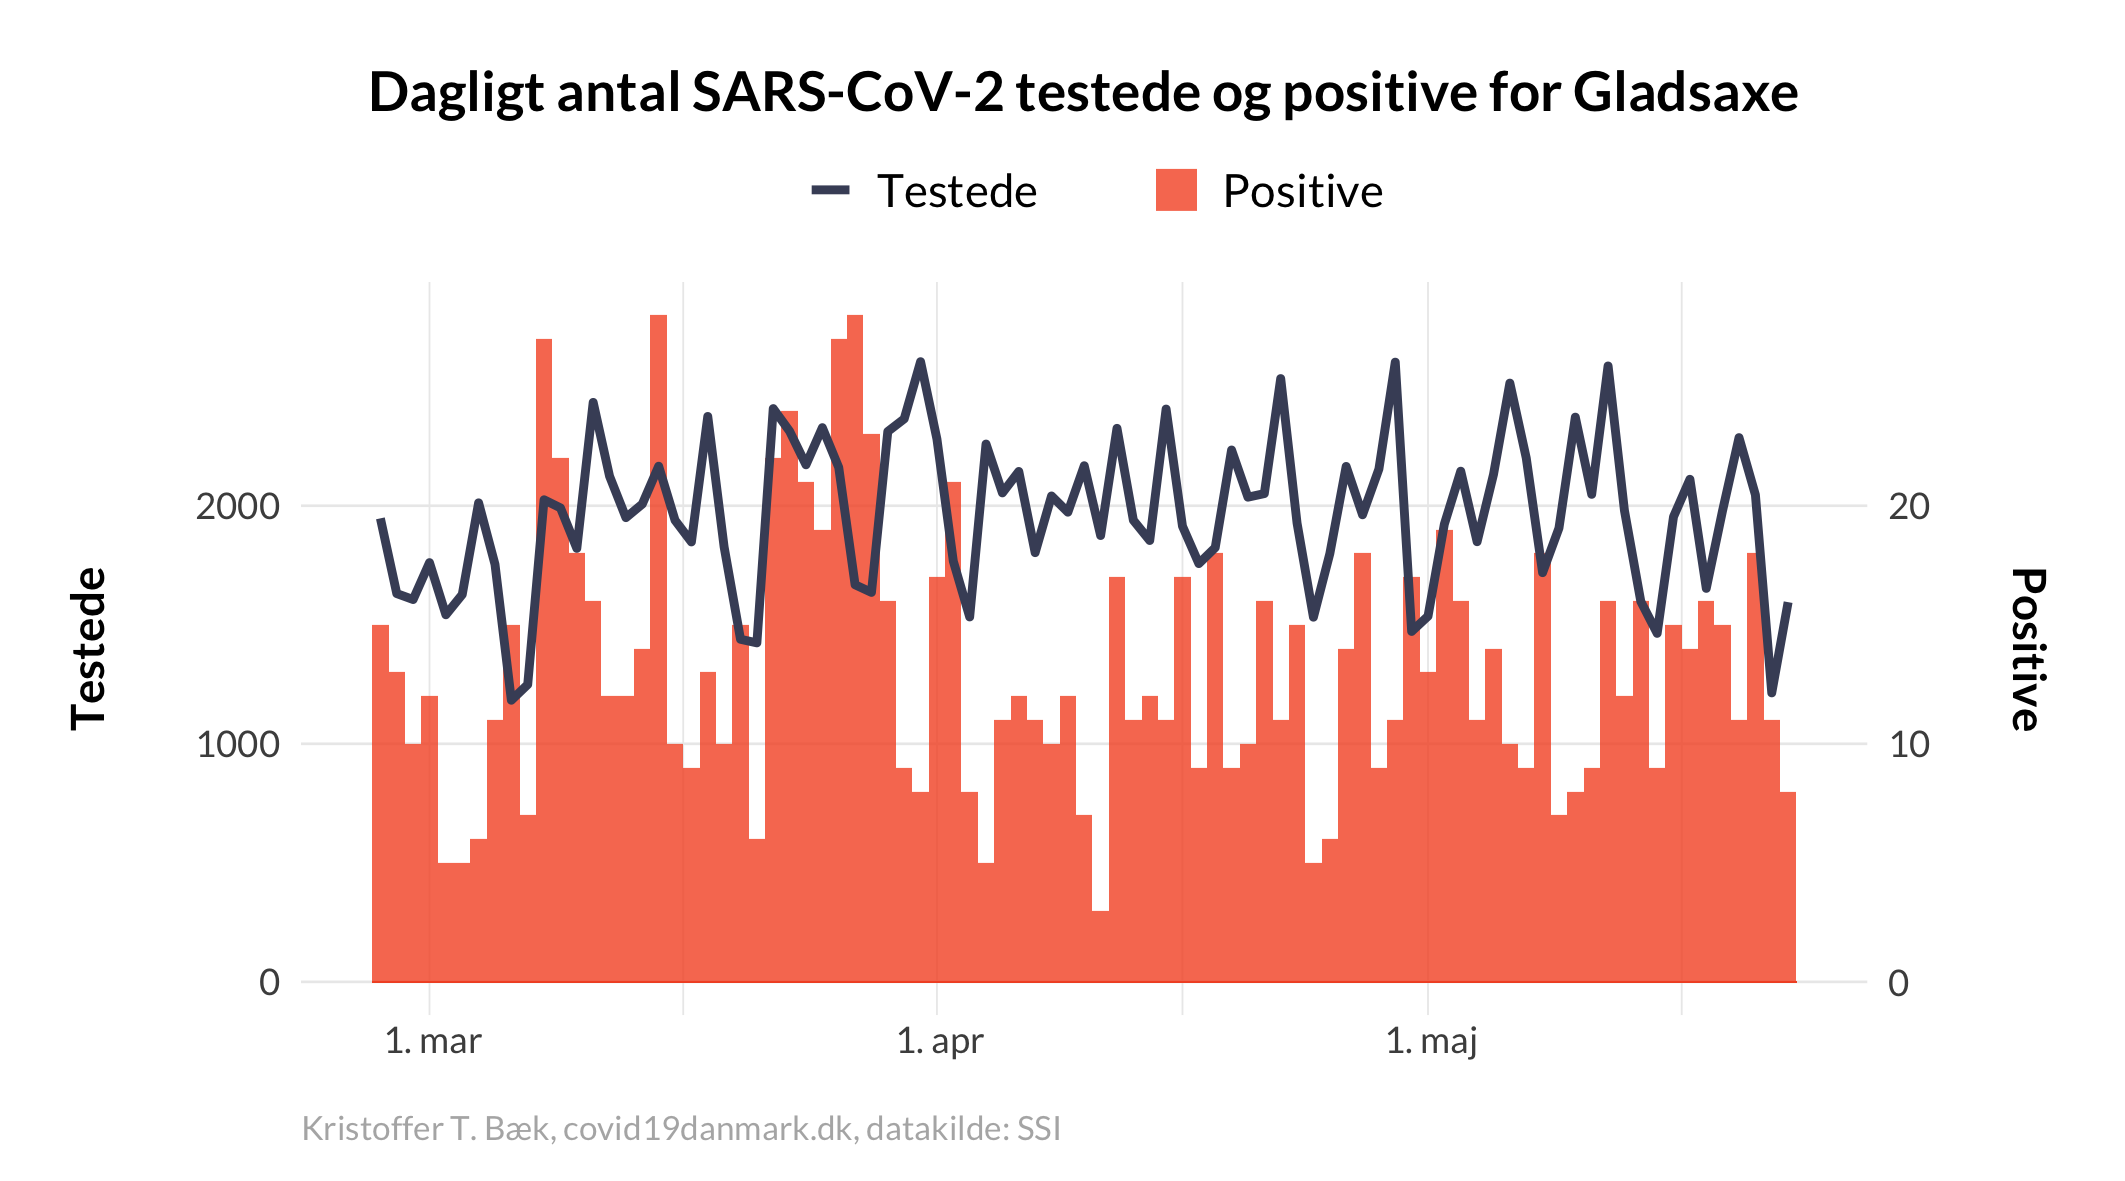 Dagligt antal SARS-CoV-2 testede og positive for Gladsaxe
Testede
Positive
Testede
Positive
2000
1000
0
20
10
0
1. mar
1. apr
1. maj
Kristoffer T. Bæk, covid19danmark.dk, datakilde: SSI